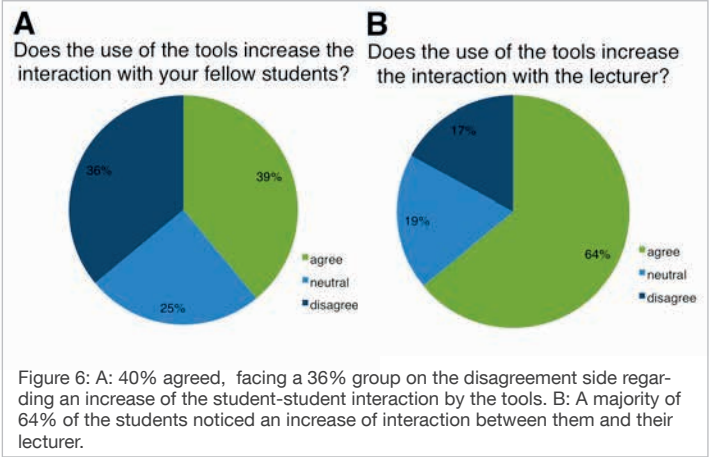 A
Does the use of the tools increase the
interaction with your fellow students?
36%
39%
25%
agree
neutral
disagree
B
Does the use of the tools increase
the interaction with the lecturer?
17%
19%
64%
agree
neutral
disagree
Figure 6: A: 40% agreed, facing a 36% group on the disagreement side regar-
ding an increase of the student-student interaction by the tools. B: A majority of
64% of the students noticed an increase of interaction between them and their
lecturer.